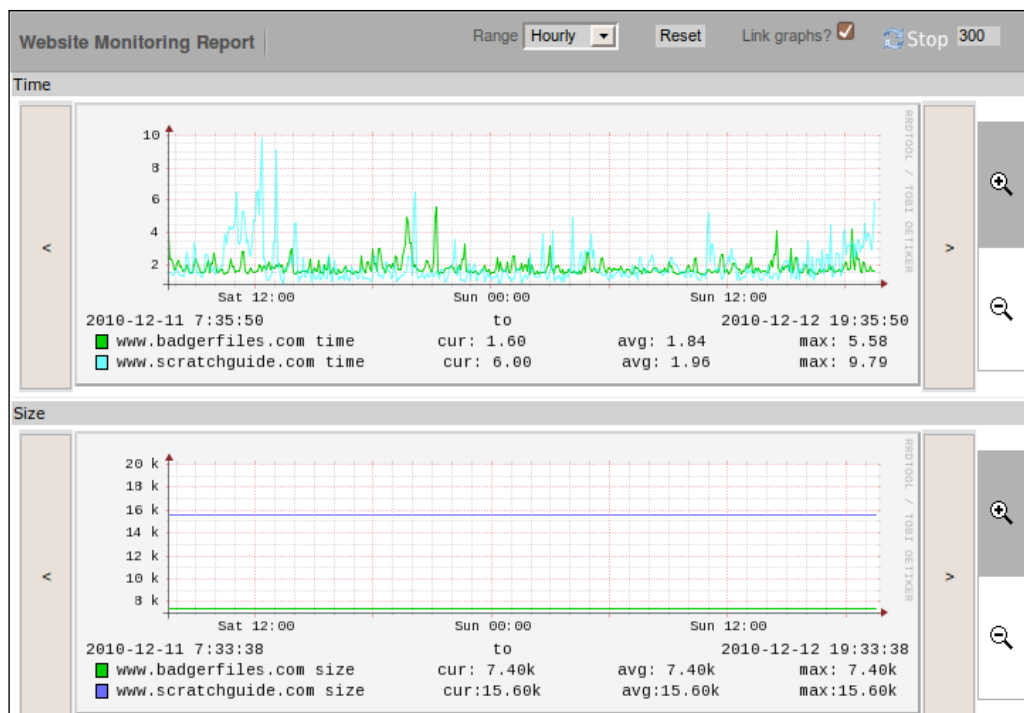 Website Monitoring Report Range Hourly Reset Link graphs? Stop 300
Time
RRDTOOL / TOBI OETIKER
10
8
6
4
2
Sat 12:00 Sun 00:00 Sun 12:00
2010-12-11 7:35:50 to 2010-12-12 19:35:50
www.badgerfiles.com time cur: 1.60 avg: 1.84 max: 5.58
www.scratchguide.com time cur: 6.00 avg: 1.96 max: 9.79
< >
Size
RRDTOOL / TOBI OETIKER
20 k
18 k
16 k
14 k
12 k
10 k
8 k
Sat 12:00 Sun 00:00 Sun 12:00
2010-12-11 7:33:38 to 2010-12-12 19:33:38
www.badgerfiles.com size cur: 7.40k avg: 7.40k max: 7.40k
www.scratchguide.com size cur:15.60k avg:15.60k max:15.60k
< >